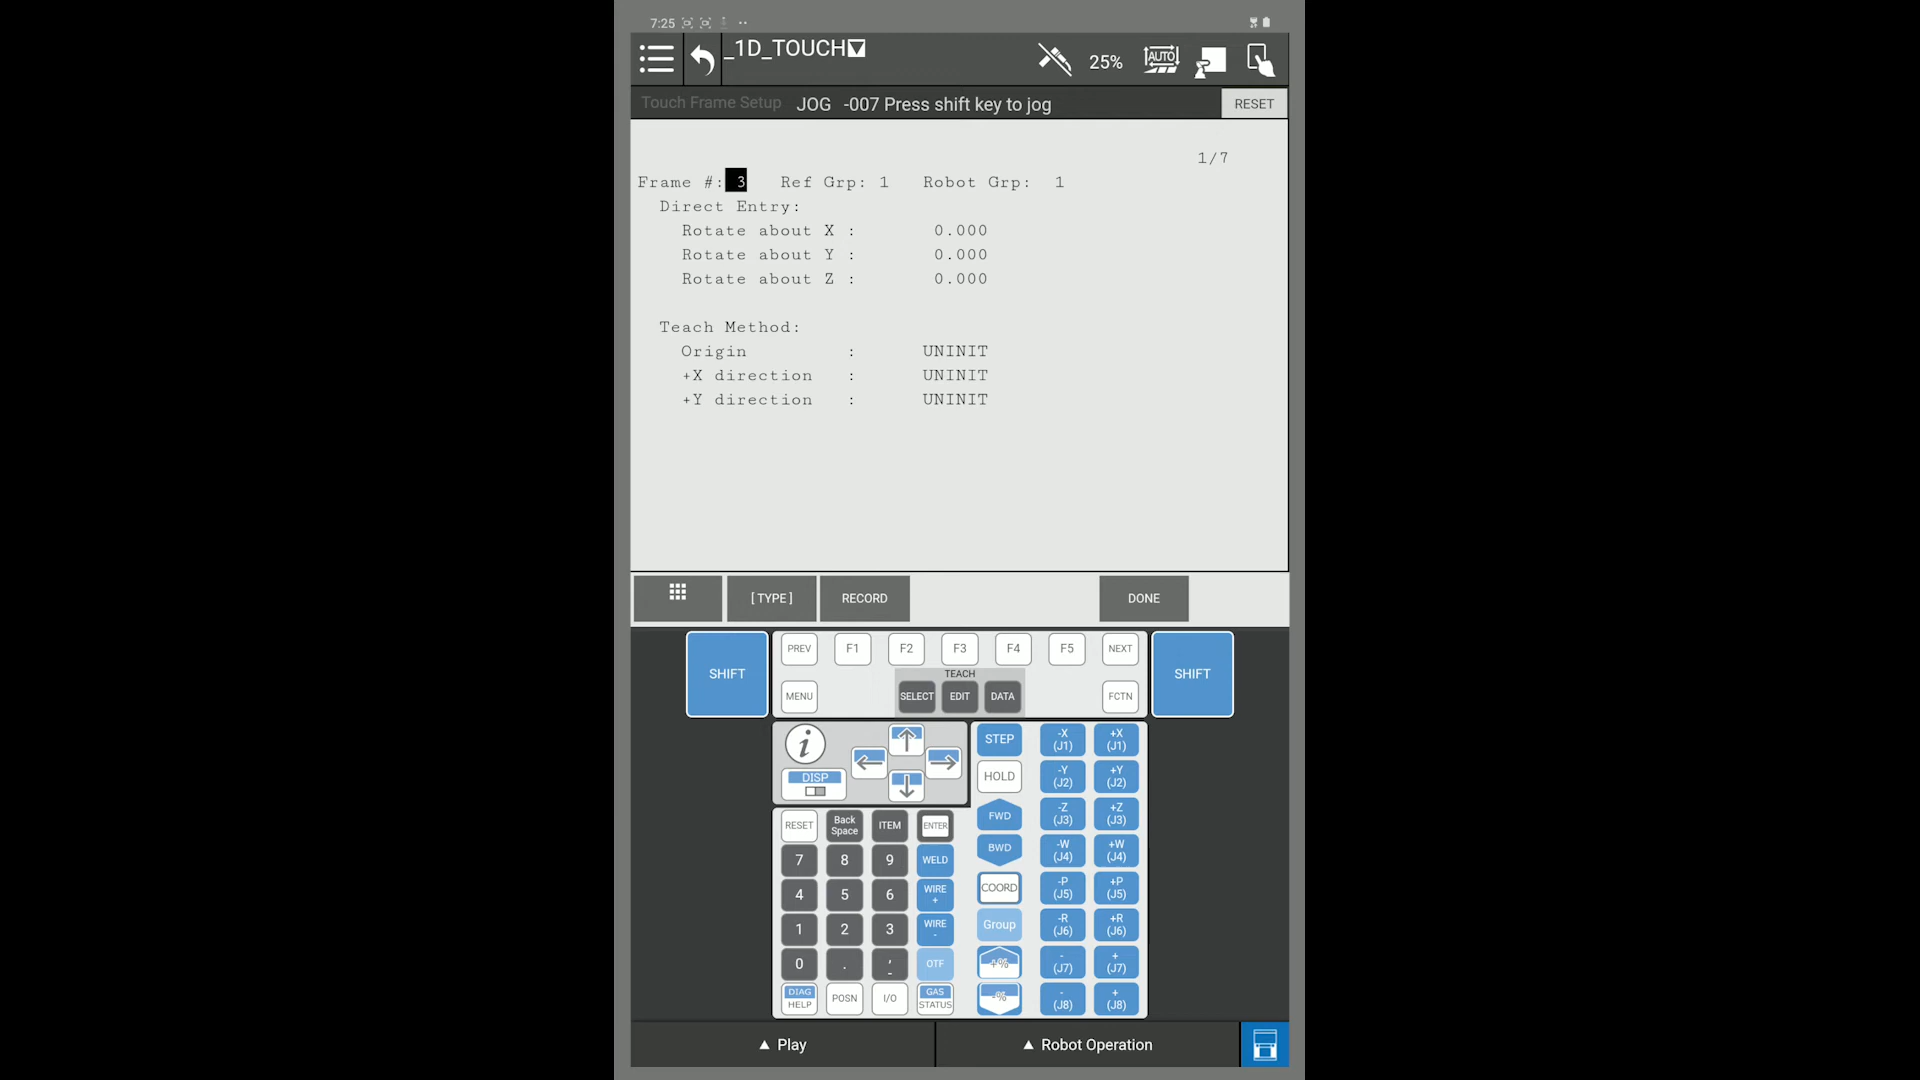 7:25
_1D_TOUCH
25%
AUTO
Touch Frame Setup JOG -007 Press shift key to jog
RESET
1/7
Frame #: 3 Ref Grp: 1 Robot Grp: 1
Direct Entry:
Rotate about X : 0.000
Rotate about Y : 0.000
Rotate about Z : 0.000
Teach Method:
Origin : UNINIT
+X direction : UNINIT
+Y direction : UNINIT
[ TYPE ] RECORD DONE
SHIFT PREV F1 F2 F3 F4 F5 NEXT SHIFT
TEACH
MENU SELECT EDIT DATA FCTN
i
DISP
STEP -X (J1) +X (J1)
HOLD -Y (J2) +Y (J2)
FWD -Z (J3) +Z (J3)
BWD -W (J4) +W (J4)
COORD -P (J5) +P (J5)
Group -R (J6) +R (J6)
+% - (J7) + (J7)
-% - (J8) + (J8)
RESET Back Space ITEM ENTER
7 8 9 WELD
4 5 6 WIRE +
1 2 3 WIRE -
0 . , - OTF
DIAG HELP POSN I/O GAS STATUS
Play Robot Operation